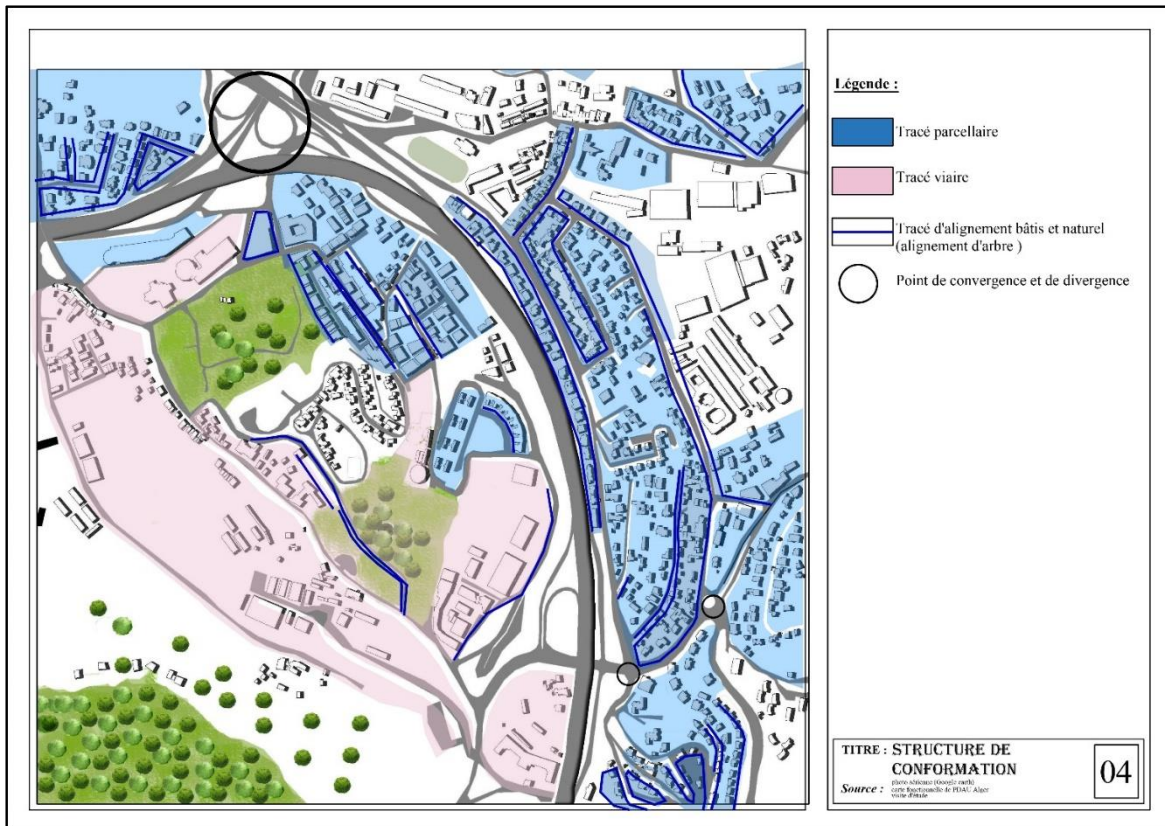 Légende :
Tracé parcellaire
Tracé viaire
Tracé d'alignement bâtis et naturel
(alignement d'arbre )
Point de convergence et de divergence
TITRE : STRUCTURE DE
CONFORMATION
04
photo aérienne (Google earth)
Source : carte fonctionnelle de PDAU Alger
visite d'étude